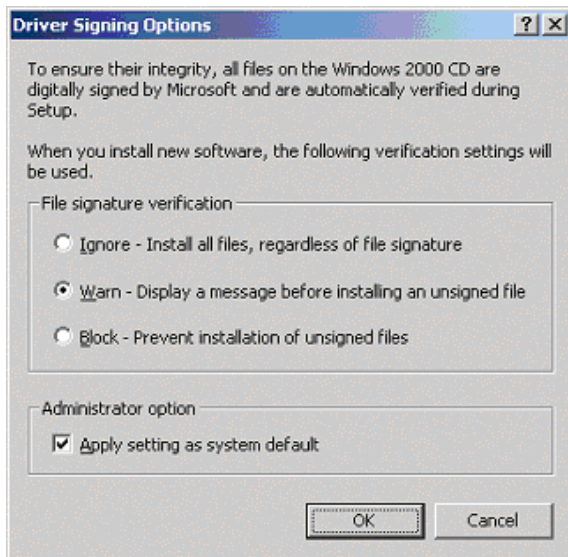 Driver Signing Options
To ensure their integrity, all files on the Windows 2000 CD are
digitally signed by Microsoft and are automatically verified during
Setup.
When you install new software, the following verification settings will
be used.
File signature verification
Ignore - Install all files, regardless of file signature
Warn - Display a message before installing an unsigned file
Block - Prevent installation of unsigned files
Administrator option
Apply setting as system default
OK Cancel